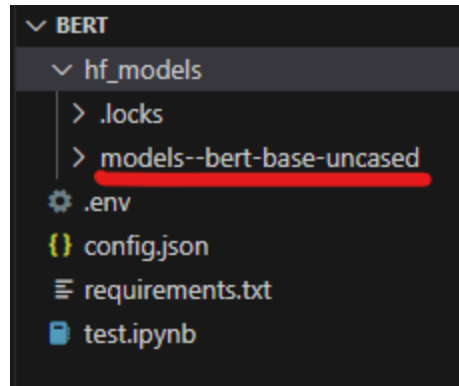 BERT
hf_models
.locks
models--bert-base-uncased
.env
{} config.json
requirements.txt
test.ipynb